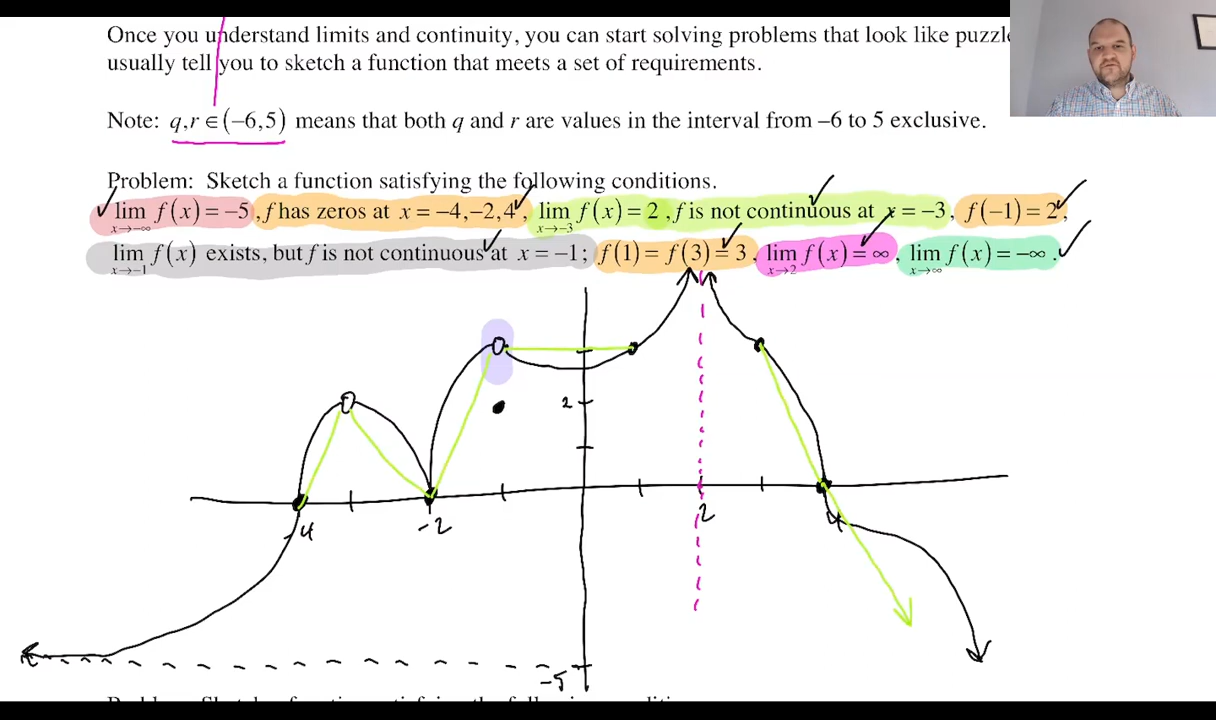 Once you understand limits and continuity, you can start solving problems that look like puzzle
usually tell you to sketch a function that meets a set of requirements.
Note: q,r ∈ (−6,5) means that both q and r are values in the interval from –6 to 5 exclusive.
Problem: Sketch a function satisfying the following conditions.
lim x→−∞ f(x) = −5, f has zeros at x = −4,−2,4, lim x→−3 f(x) = 2, f is not continuous at x = −3, f(−1) = 2,
lim x→−1 f(x) exists, but f is not continuous at x = −1; f(1) = f(3) = 3, lim x→2 f(x) = ∞, lim x→∞ f(x) = −∞.
2
-4
-2
2
4
-5